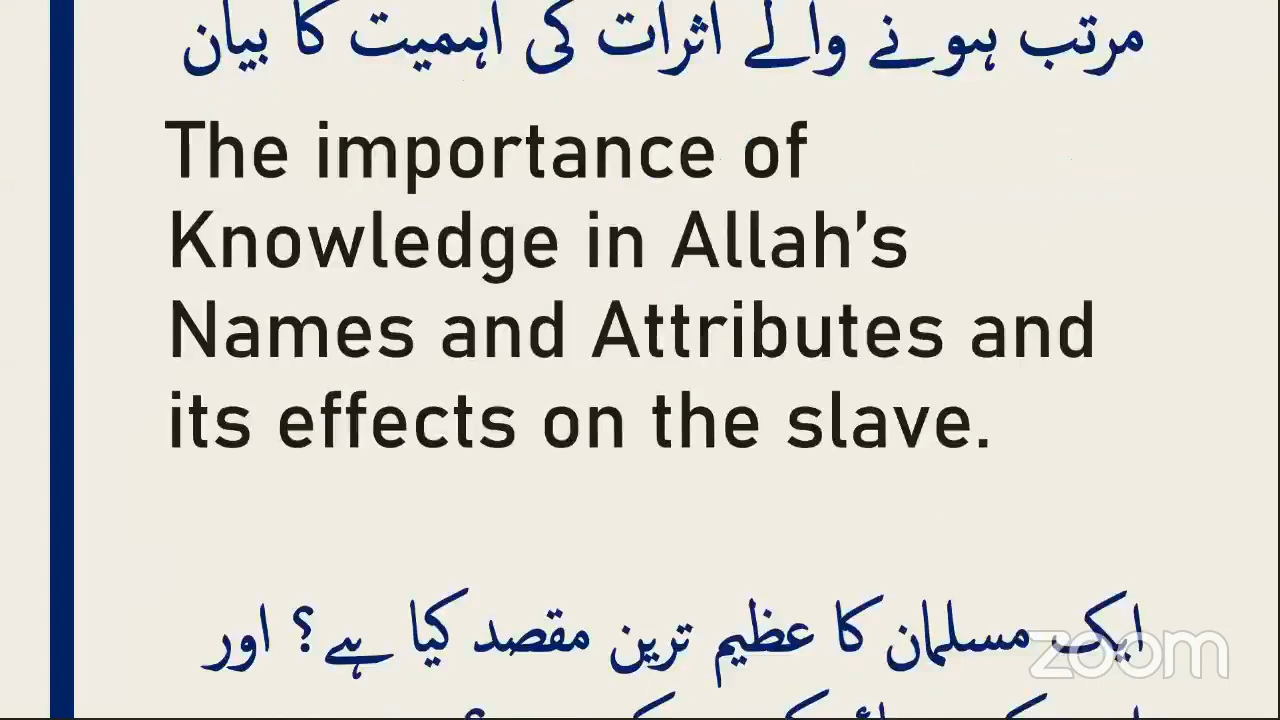 مرتب ہونے والے اثرات کی اہمیت کا بیان
The importance of
Knowledge in Allah’s
Names and Attributes and
its effects on the slave.
ایک مسلمان کا عظیم ترین مقصد کیا ہے؟ اور
zoom